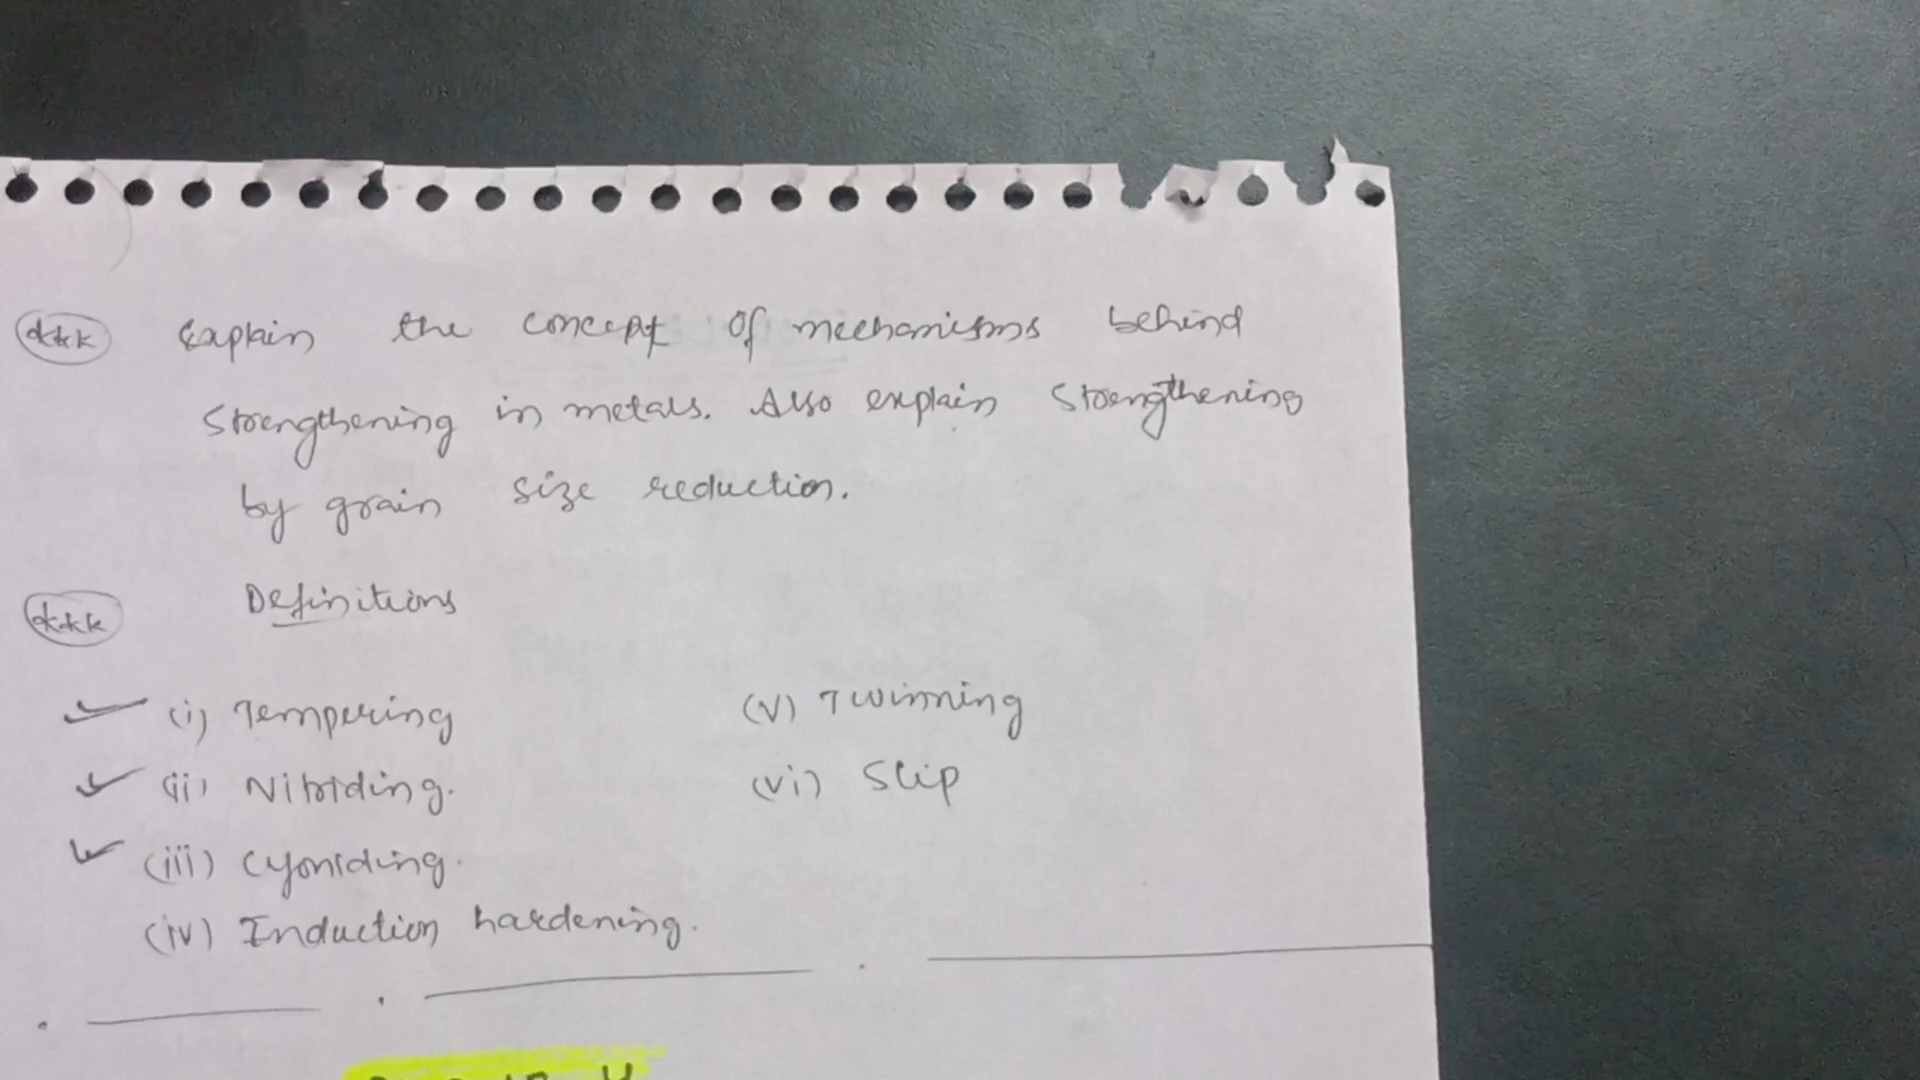 *** Explain the concept of mechanisms behind
strengthening in metals. Also explain strengthening
by grain size reduction.
*** Definitions
(i) Tempering
(ii) Nitriding.
(iii) Cyaniding.
(iv) Induction hardening.
(v) Twinning
(vi) Slip